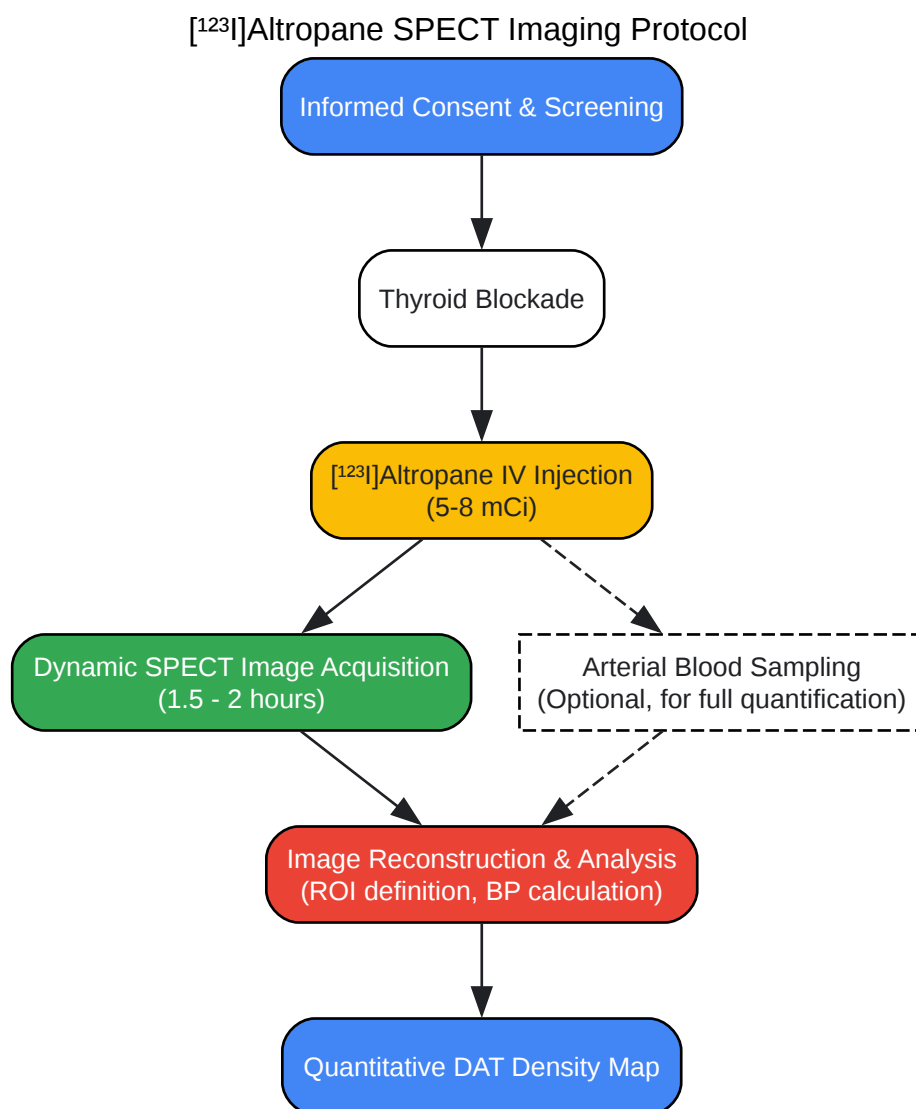 [¹²³I]Altropane SPECT Imaging Protocol
Informed Consent & Screening
Thyroid Blockade
[¹²³I]Altropane IV Injection
(5-8 mCi)
Dynamic SPECT Image Acquisition
(1.5 - 2 hours)
Arterial Blood Sampling
(Optional, for full quantification)
Image Reconstruction & Analysis
(ROI definition, BP calculation)
Quantitative DAT Density Map